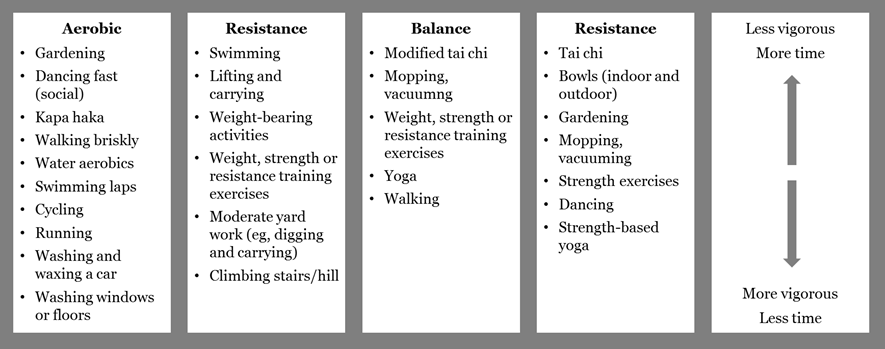 Aerobic
• Gardening
• Dancing fast
(social)
• Kapa haka
• Walking briskly
• Water aerobics
• Swimming laps
• Cycling
• Running
• Washing and
waxing a car
• Washing windows
or floors
Resistance
• Swimming
• Lifting and
carrying
• Weight-bearing
activities
• Weight, strength or
resistance training
exercises
• Moderate yard
work (eg, digging
and carrying)
• Climbing stairs/hill
Balance
• Modified tai chi
• Mopping,
vacuumng
• Weight, strength or
resistance training
exercises
• Yoga
• Walking
Resistance
• Tai chi
• Bowls (indoor and
outdoor)
• Gardening
• Mopping,
vacuuming
• Strength exercises
• Dancing
• Strength-based
yoga
Less vigorous
More time
More vigorous
Less time